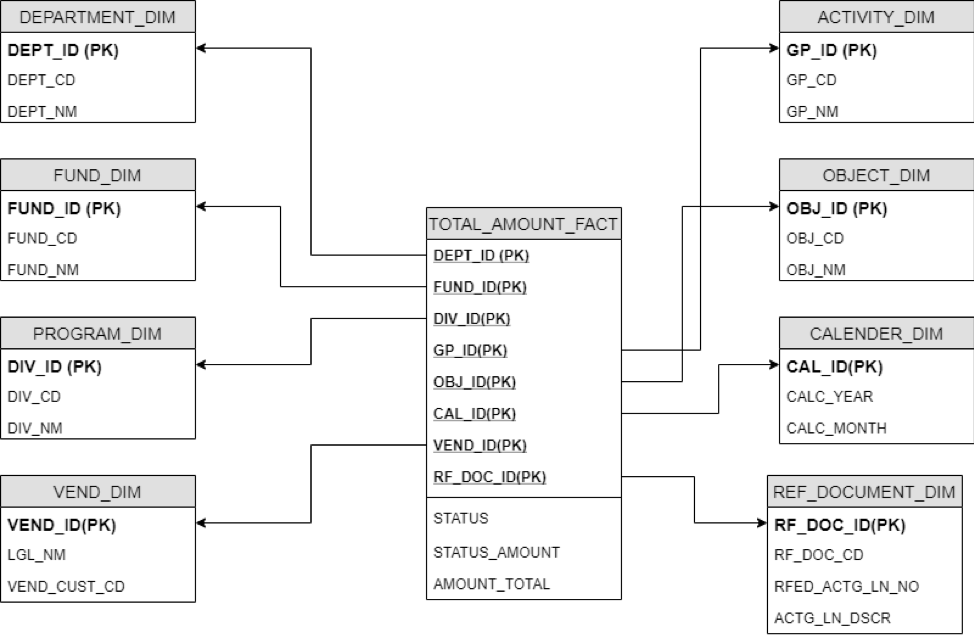 DEPARTMENT_DIM
DEPT_ID (PK)
DEPT_CD
DEPT_NM
FUND_DIM
FUND_ID (PK)
FUND_CD
FUND_NM
PROGRAM_DIM
DIV_ID (PK)
DIV_CD
DIV_NM
VEND_DIM
VEND_ID(PK)
LGL_NM
VEND_CUST_CD
TOTAL_AMOUNT_FACT
DEPT_ID (PK)
FUND_ID(PK)
DIV_ID(PK)
GP_ID(PK)
OBJ_ID(PK)
CAL_ID(PK)
VEND_ID(PK)
RF_DOC_ID(PK)
STATUS
STATUS_AMOUNT
AMOUNT_TOTAL
ACTIVITY_DIM
GP_ID (PK)
GP_CD
GP_NM
OBJECT_DIM
OBJ_ID (PK)
OBJ_CD
OBJ_NM
CALENDER_DIM
CAL_ID(PK)
CALC_YEAR
CALC_MONTH
REF_DOCUMENT_DIM
RF_DOC_ID(PK)
RF_DOC_CD
RFED_ACTG_LN_NO
ACTG_LN_DSCR